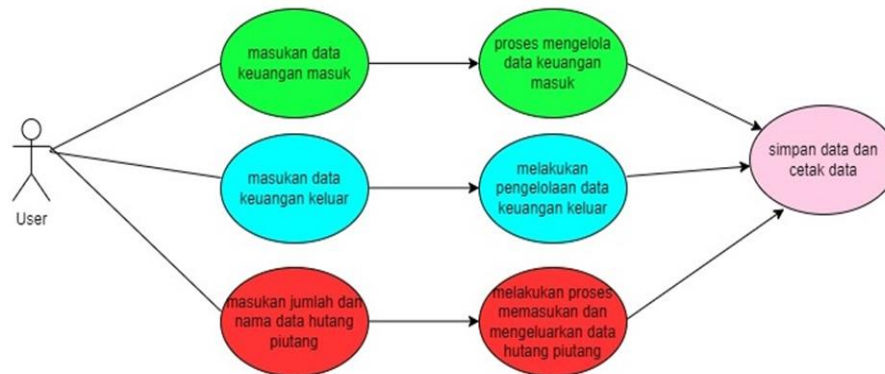 masukan data
keuangan masuk
proses mengelola
data keuangan
masuk
masukan data
keuangan keluar
melakukan
pengelolaan data
keuangan keluar
simpan data dan
cetak data
User
masukan jumlah dan
nama data hutang
piutang
melakukan proses
memasukan dan
mengeluarkan data
hutang piutang